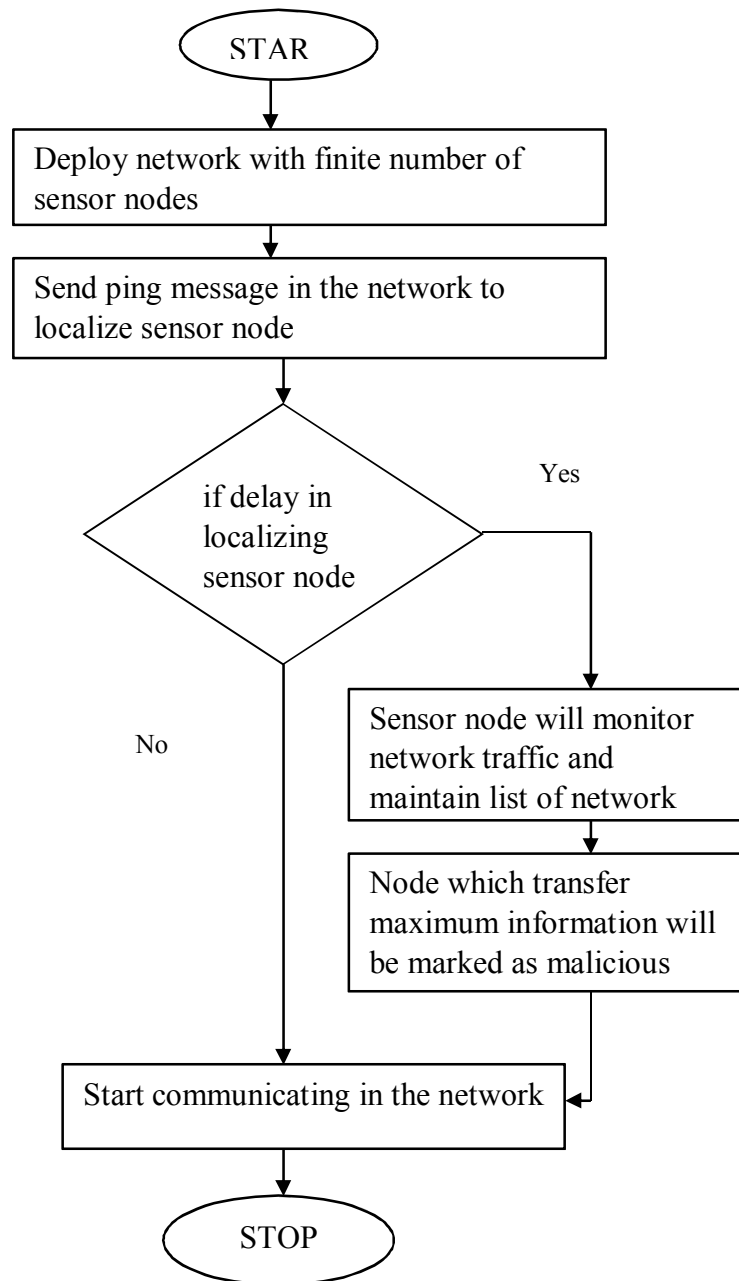 STAR
Deploy network with finite number of
sensor nodes
Send ping message in the network to
localize sensor node
if delay in
localizing
sensor node
Yes
No
Sensor node will monitor
network traffic and
maintain list of network
Node which transfer
maximum information will
be marked as malicious
Start communicating in the network
STOP